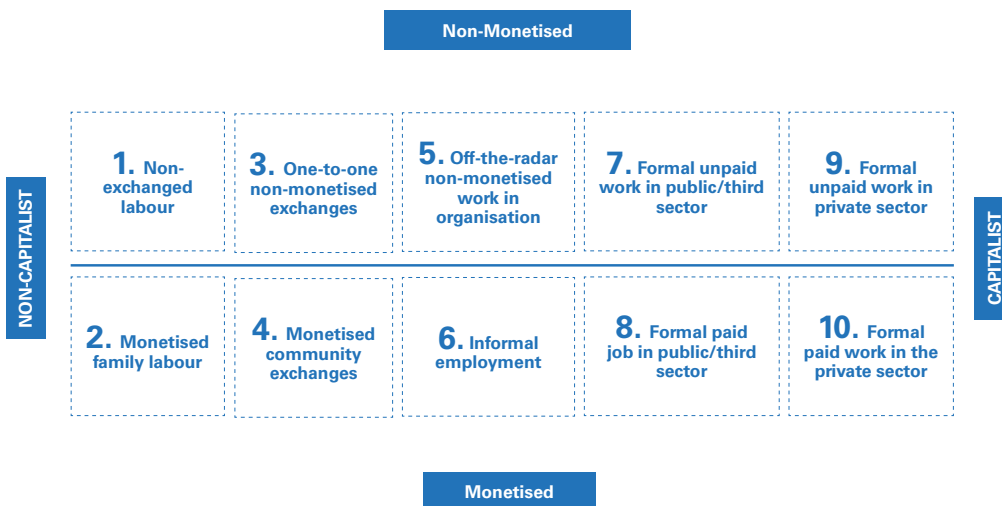 Non-Monetised
NON-CAPITALIST
1. Non-
exchanged
labour
3. One-to-one
non-monetised
exchanges
5. Off-the-radar
non-monetised
work in
organisation
7. Formal unpaid
work in public/third
sector
9. Formal
unpaid work in
private sector
CAPITALIST
2. Monetised
family labour
4. Monetised
community
exchanges
6. Informal
employment
8. Formal paid
job in public/third
sector
10. Formal
paid work in the
private sector
Monetised